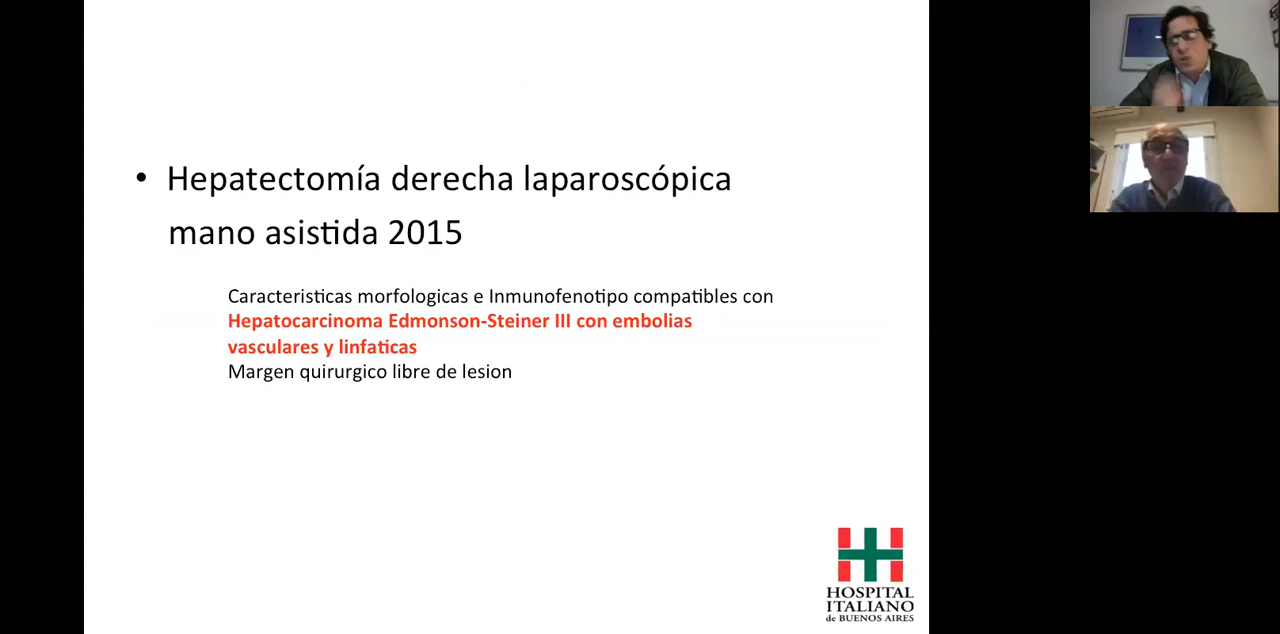 • Hepatectomía derecha laparoscópica
mano asistida 2015
Caracteristicas morfologicas e Inmunofenotipo compatibles con
Hepatocarcinoma Edmonson-Steiner III con embolias
vasculares y linfaticas
Margen quirurgico libre de lesion
HOSPITAL
ITALIANO
de BUENOS AIRES